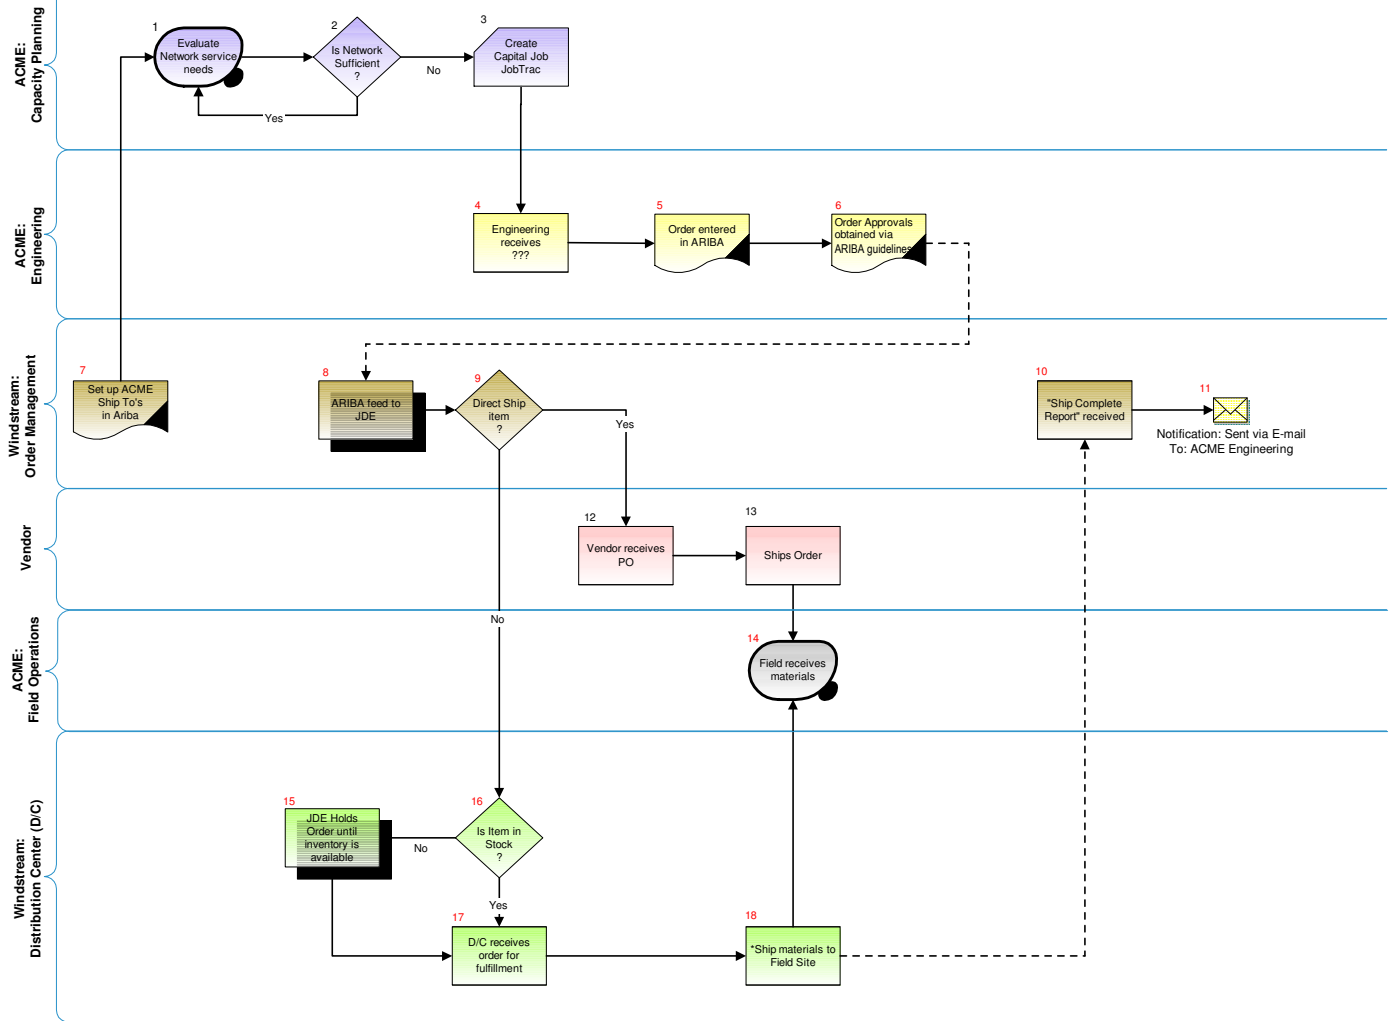 ACME:
Capacity Planning
1
Evaluate
Network service
needs
2
Is Network
Sufficient
?
Yes
No
3
Create
Capital Job
JobTrac
ACME:
Engineering
4
Engineering
receives
???
5
Order entered
in ARIBA
6
Order Approvals
obtained via
ARIBA guidelines
Windstream:
Order Management
7
Set up ACME
Ship To's
in Ariba
8
ARIBA feed to
JDE
9
Direct Ship
item
?
Yes
10
"Ship Complete
Report" received
11
Notification: Sent via E-mail
To: ACME Engineering
Vendor
12
Vendor receives
PO
13
Ships Order
ACME:
Field Operations
No
14
Field receives
materials
Windstream:
Distribution Center (D/C)
15
JDE Holds
Order until
inventory is
available
No
16
Is Item in
Stock
?
Yes
17
D/C receives
order for
fulfillment
18
*Ship materials to
Field Site